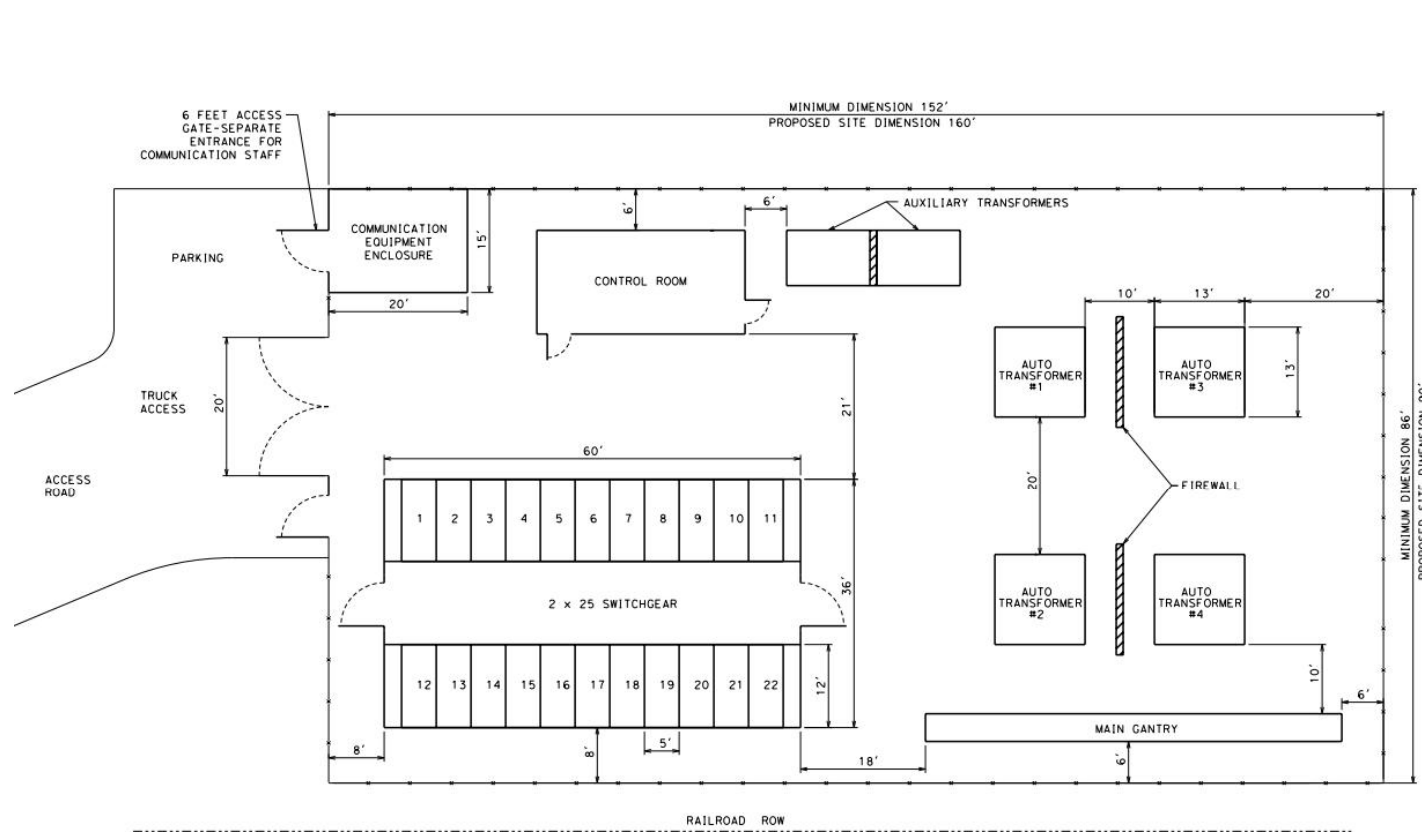 MINIMUM DIMENSION 152'
PROPOSED SITE DIMENSION 160'
6 FEET ACCESS
GATE-SEPARATE
ENTRANCE FOR
COMMUNICATION STAFF
PARKING
COMMUNICATION
EQUIPMENT
ENCLOSURE
15'
20'
6'
6'
AUXILIARY TRANSFORMERS
CONTROL ROOM
10'
13'
20'
TRUCK
ACCESS
20'
ACCESS
ROAD
21'
AUTO
TRANSFORMER
#1
AUTO
TRANSFORMER
#3
13'
60'
20'
FIREWALL
MINIMUM DIMENSION 86'
1 2 3 4 5 6 7 8 9 10 11
2 x 25 SWITCHGEAR
36'
AUTO
TRANSFORMER
#2
AUTO
TRANSFORMER
#4
12 13 14 15 16 17 18 19 20 21 22
12'
10'
6'
MAIN GANTRY
8'
8'
5'
18'
6'
RAILROAD ROW